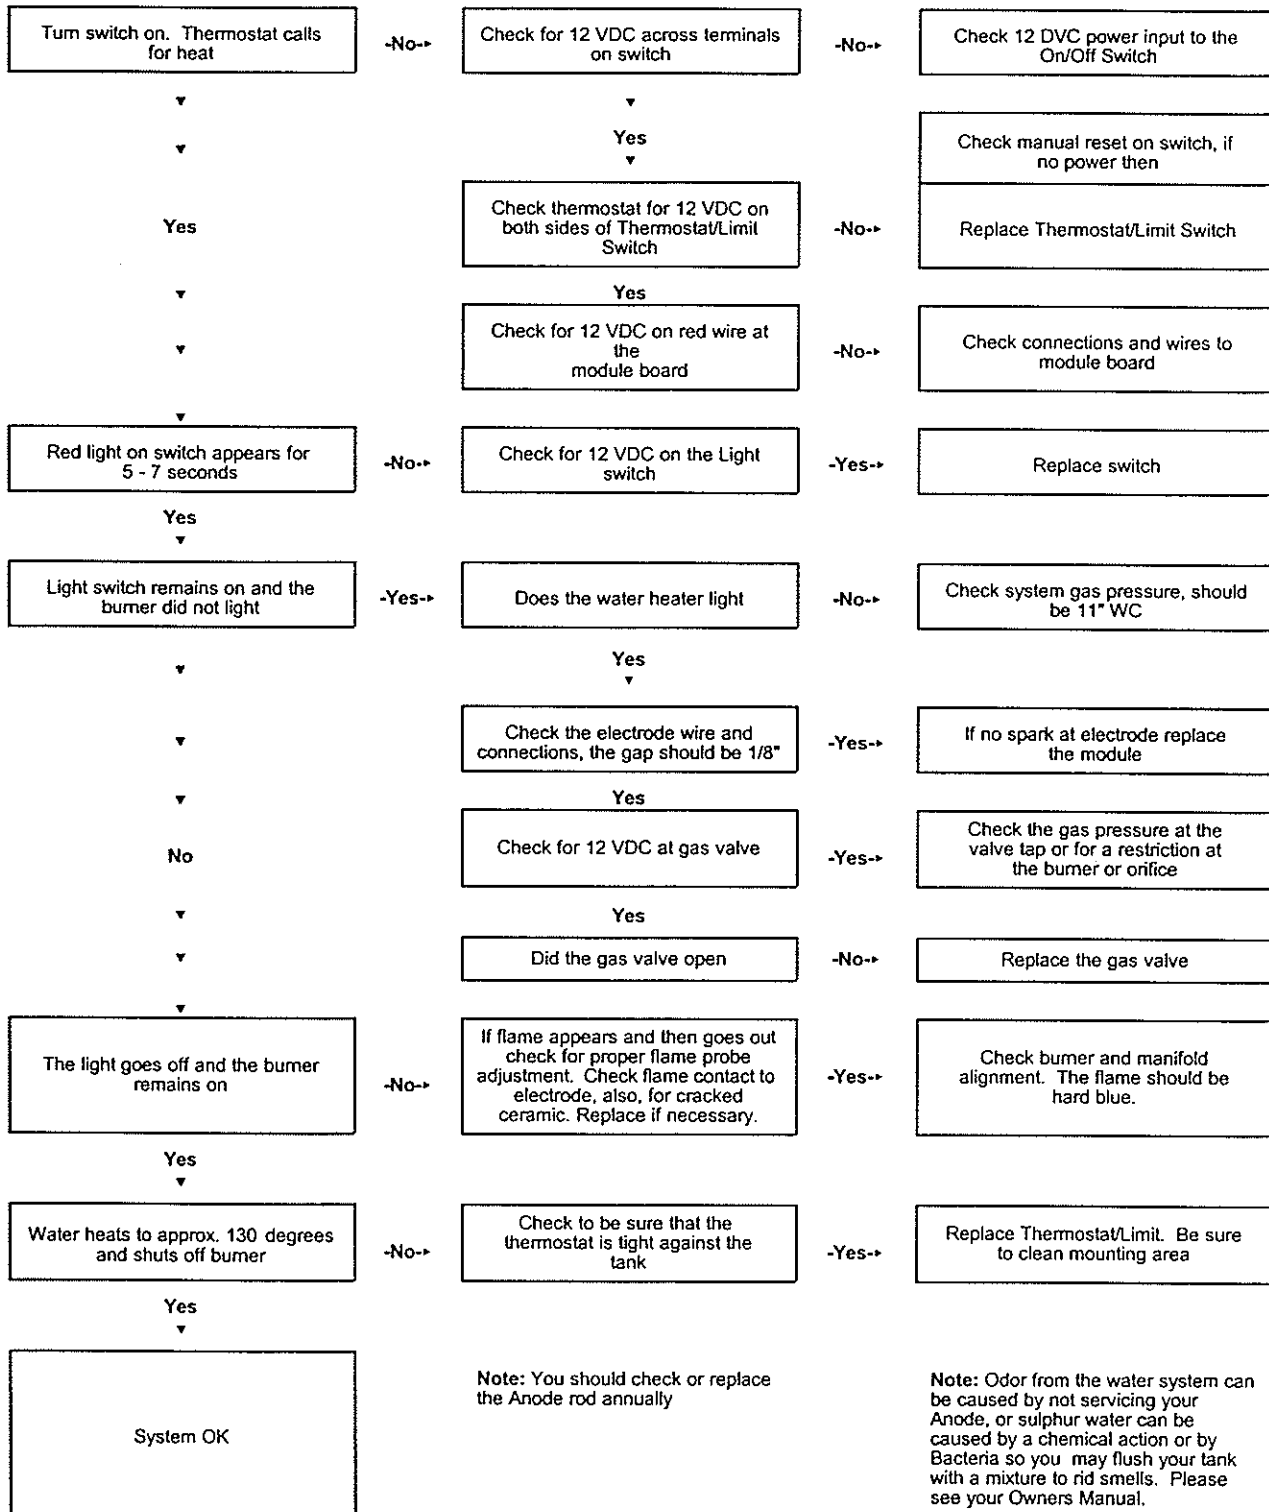 Turn switch on. Thermostat calls
for heat
-No-
Check for 12 VDC across terminals
on switch
-No-
Check 12 DVC power input to the
On/Off Switch
Yes
Check manual reset on switch, if
no power then
Yes
Check thermostat for 12 VDC on
both sides of Thermostat/Limit
Switch
-No-
Replace Thermostat/Limit Switch
Yes
Check for 12 VDC on red wire at
the
module board
-No-
Check connections and wires to
module board
Red light on switch appears for
5 - 7 seconds
-No-
Check for 12 VDC on the Light
switch
-Yes-
Replace switch
Yes
Light switch remains on and the
burner did not light
-Yes-
Does the water heater light
-No-
Check system gas pressure, should
be 11" WC
Yes
Check the electrode wire and
connections, the gap should be 1/8"
-Yes-
If no spark at electrode replace
the module
Yes
No
Check for 12 VDC at gas valve
-Yes-
Check the gas pressure at the
valve tap or for a restriction at
the burner or orifice
Yes
Did the gas valve open
-No-
Replace the gas valve
The light goes off and the burner
remains on
-No-
If flame appears and then goes out
check for proper flame probe
adjustment. Check flame contact to
electrode, also, for cracked
ceramic. Replace if necessary.
-Yes-
Check burner and manifold
alignment. The flame should be
hard blue.
Yes
Water heats to approx. 130 degrees
and shuts off burner
-No-
Check to be sure that the
thermostat is tight against the
tank
-Yes-
Replace Thermostat/Limit. Be sure
to clean mounting area
Yes
System OK
Note: You should check or replace
the Anode rod annually
Note: Odor from the water system can
be caused by not servicing your
Anode, or sulphur water can be
caused by a chemical action or by
Bacteria so you may flush your tank
with a mixture to rid smells. Please
see your Owners Manual.